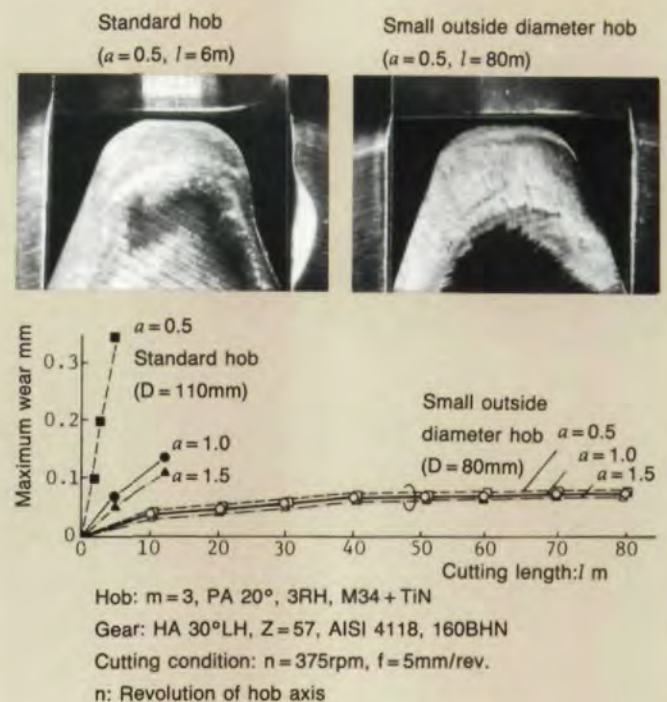 Standard hob
(a = 0.5, l = 6m)
Small outside diameter hob
(a = 0.5, l = 80m)
Maximum wear mm
0.3
0.2
0.1
0
a = 0.5
Standard hob
(D = 110mm)
a = 1.0
a = 1.5
Small outside
diameter hob
(D = 80mm)
a = 0.5
a = 1.0
a = 1.5
0 10 20 30 40 50 60 70 80
Cutting length: l m
Hob: m = 3, PA 20°, 3RH, M34 + TiN
Gear: HA 30°LH, Z = 57, AISI 4118, 160BHN
Cutting condition: n = 375rpm, f = 5mm/rev.
n: Revolution of hob axis